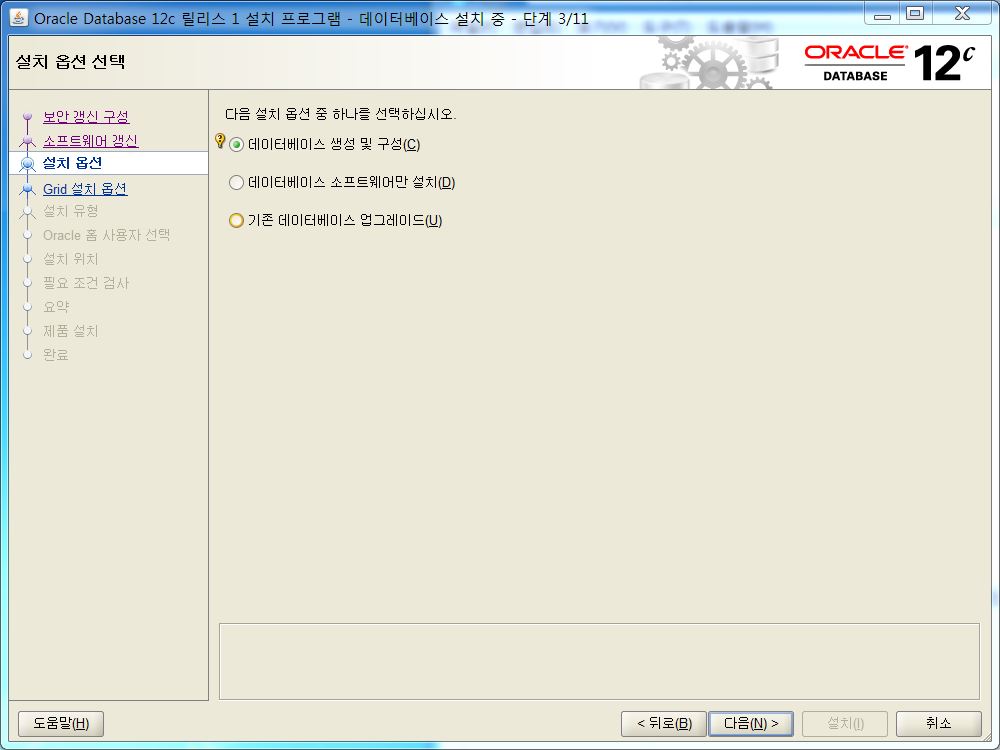 Oracle Database 12c 릴리스 1 설치 프로그램 - 데이터베이스 설치 중 - 단계 3/11
설치 옵션 선택
ORACLE
DATABASE
12c
보안 갱신 구성
소프트웨어 갱신
설치 옵션
Grid 설치 옵션
설치 유형
Oracle 홈 사용자 선택
설치 위치
필요 조건 검사
요약
제품 설치
완료
다음 설치 옵션 중 하나를 선택하십시오.
데이터베이스 생성 및 구성(C)
데이터베이스 소프트웨어만 설치(D)
기존 데이터베이스 업그레이드(U)
도움말(H)
< 뒤로(B)
다음(N) >
설치(I)
취소